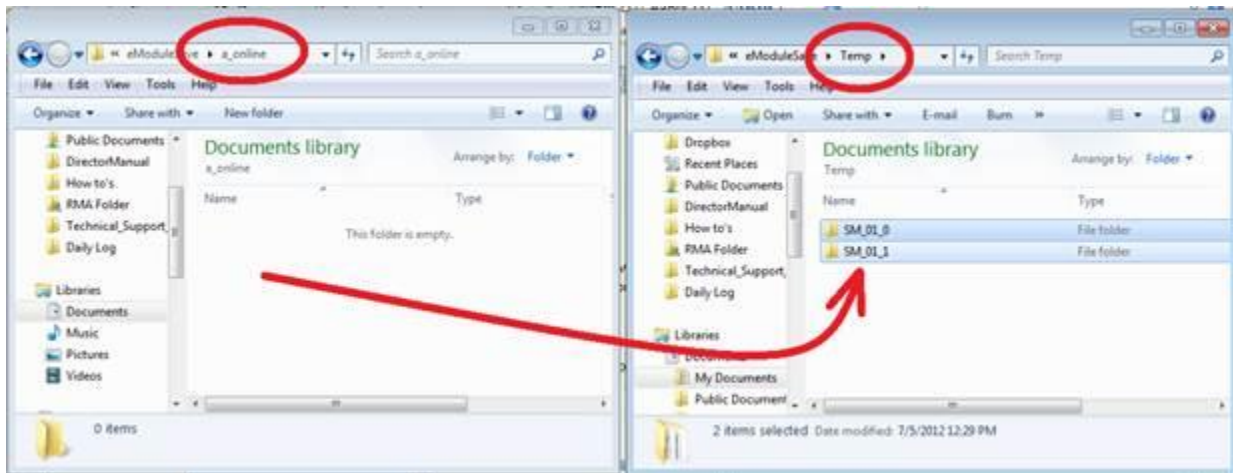 « eModuleSave ▸ a_online
Search a_online
File Edit View Tools Help
Organize Share with New folder
Public Documents
DirectorManual
How to's
RMA Folder
Technical_Support_
Daily Log
Libraries
Documents
Music
Pictures
Videos
Documents library
a_online
Arrange by: Folder
Name Type
This folder is empty.
0 items
« eModuleSa ▸ Temp ▸
Search Temp
File Edit View Tools Help
Organize Open Share with E-mail Burn »
Dropbox
Recent Places
Public Documents
DirectorManual
How to's
RMA Folder
Technical_Support_
Daily Log
Libraries
Documents
My Documents
Public Document
Documents library
Temp
Arrange by: Folder
Name Type
SM_01_0 File folder
SM_01_1 File folder
2 items selected Date modified: 7/5/2012 12:29 PM